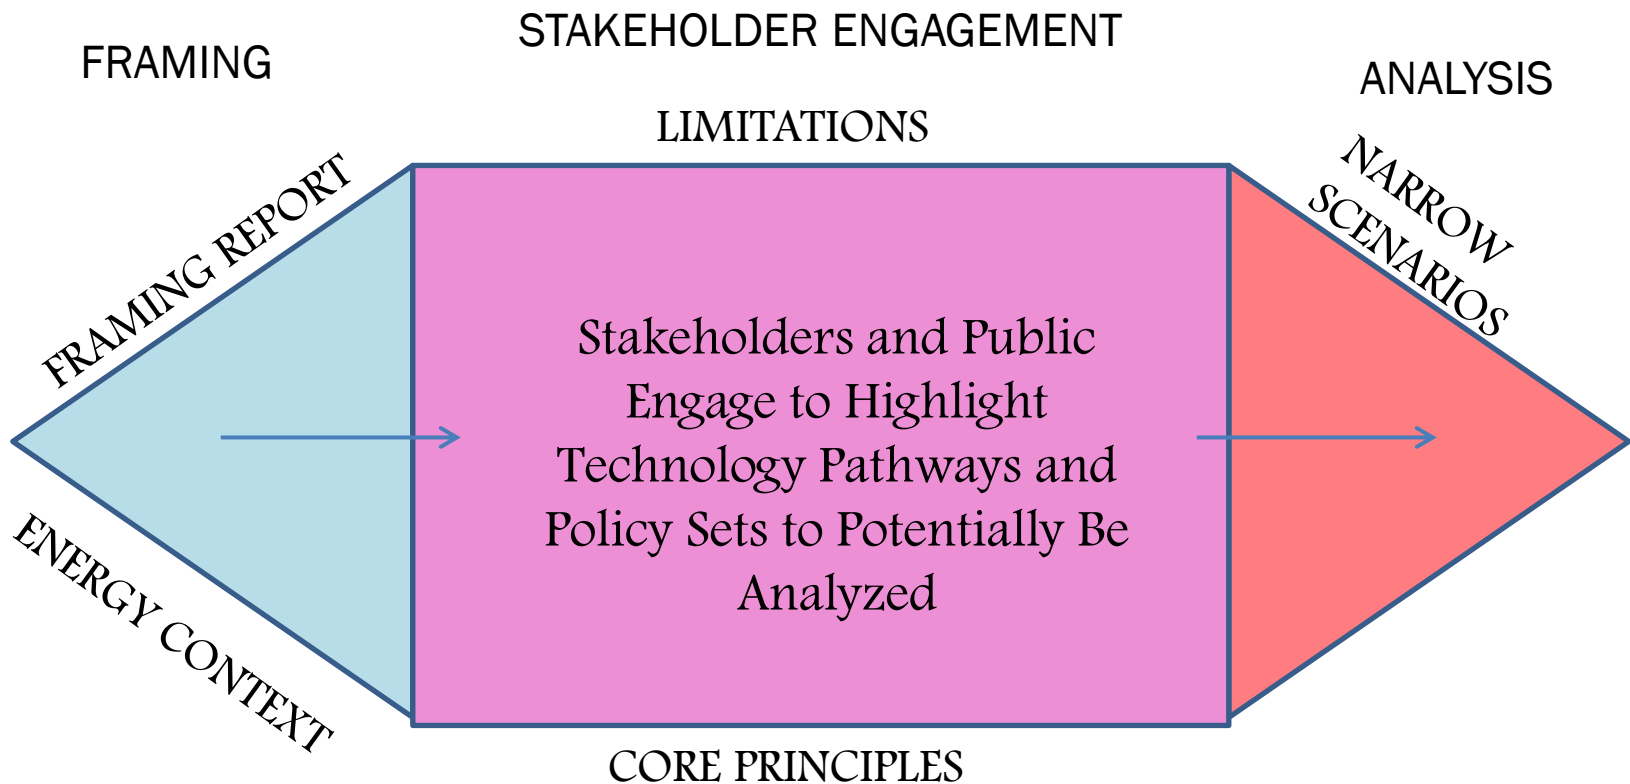 STAKEHOLDER ENGAGEMENT
FRAMING
ANALYSIS
LIMITATIONS
FRAMING REPORT
NARROW
SCENARIOS
Stakeholders and Public
Engage to Highlight
Technology Pathways and
Policy Sets to Potentially Be
Analyzed
ENERGY CONTEXT
CORE PRINCIPLES